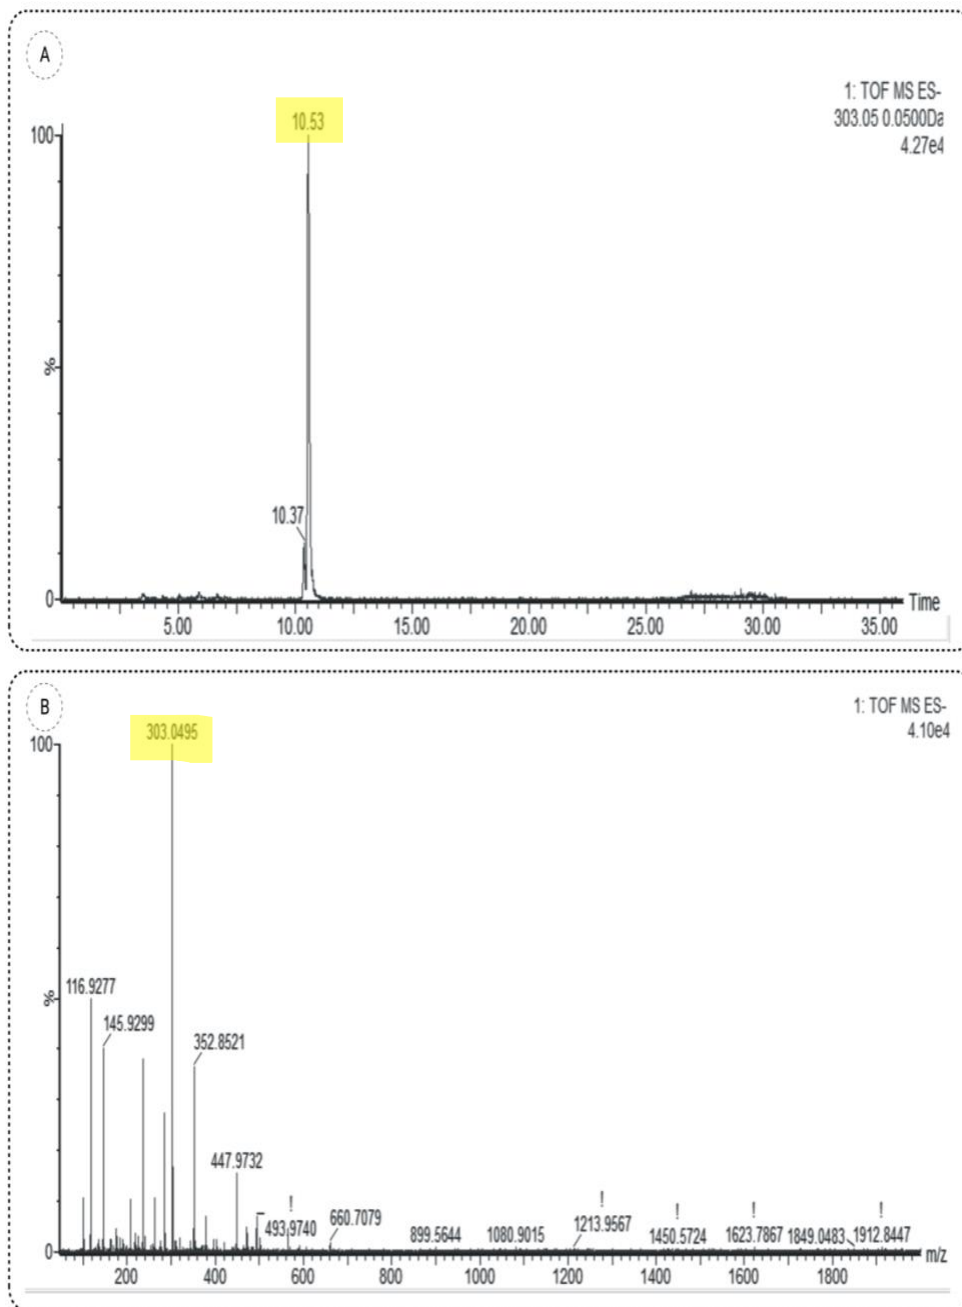 A
1: TOF MS ES-
303.05 0.0500Da
4.27e4
10.53
100
%
10.37
0
Time
5.00 10.00 15.00 20.00 25.00 30.00 35.00
B
1: TOF MS ES-
4.10e4
303.0495
100
116.9277
%
145.9299
352.8521
447.9732
! ! ! ! !
493.9740 660.7079 899.5644 1080.9015 1213.9567 1450.5724 1623.7867 1849.0483 1912.8447
0
m/z
200 400 600 800 1000 1200 1400 1600 1800